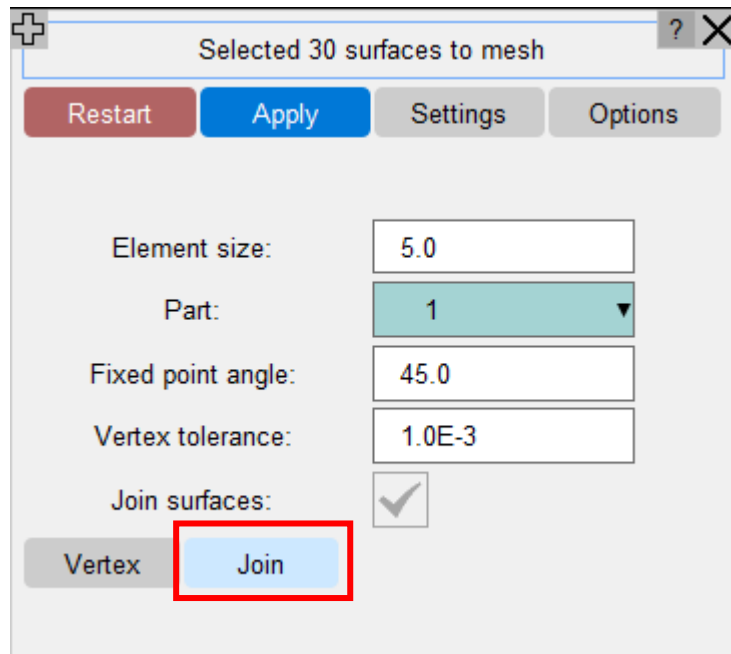 ?
Selected 30 surfaces to mesh
Restart Apply Settings Options
Element size: 5.0
Part: 1
Fixed point angle: 45.0
Vertex tolerance: 1.0E-3
Join surfaces:
Vertex Join